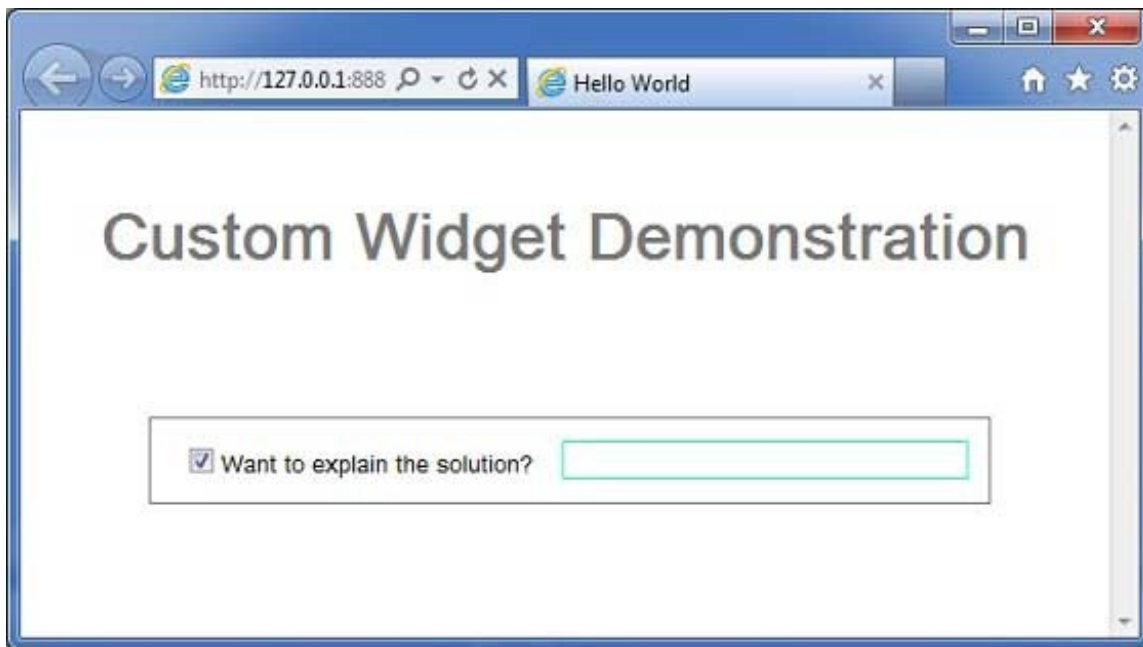 http://127.0.0.1:888
Hello World
Custom Widget Demonstration
Want to explain the solution?